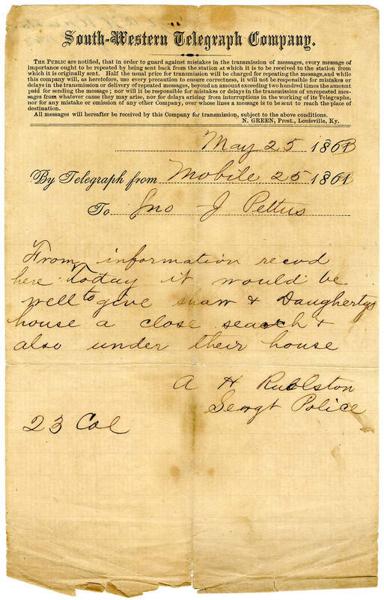 South-Western Telegraph Company.
THE PUBLIC are notified, that in order to guard against mistakes in the transmission of messages, every message of
importance ought to be repeated by being sent back from the station at which it is to be received to the station from
which it is originally sent. Half the usual price for transmission will be charged for repeating the message, and while
this company will, as heretofore, use every precaution to ensure correctness, it will not be responsible for mistakes or
delays in the transmission or delivery of repeated messages, beyond an amount exceeding two hundred times the amount
paid for sending the message; nor will it be responsible for mistakes or delays in the transmission of unrepeated messages
from whatever cause they may arise, nor for delays arising from interruptions in the working of its Telegraphs,
nor for any mistake or omission of any other Company, over whose lines a message is to be sent to reach the place of
destination.
All messages will hereafter be received by this Company for transmission, subject to the above conditions.
N. GREEN, Prest., Louisville, Ky.
May 25 1863
By Telegraph from Mobile 25 186
To Jno J Pettus
From information recvd
here Today it would be
well to give Shaw & Daughertys
house a close search &
also under their house
A H
Sergt Police
23 Col